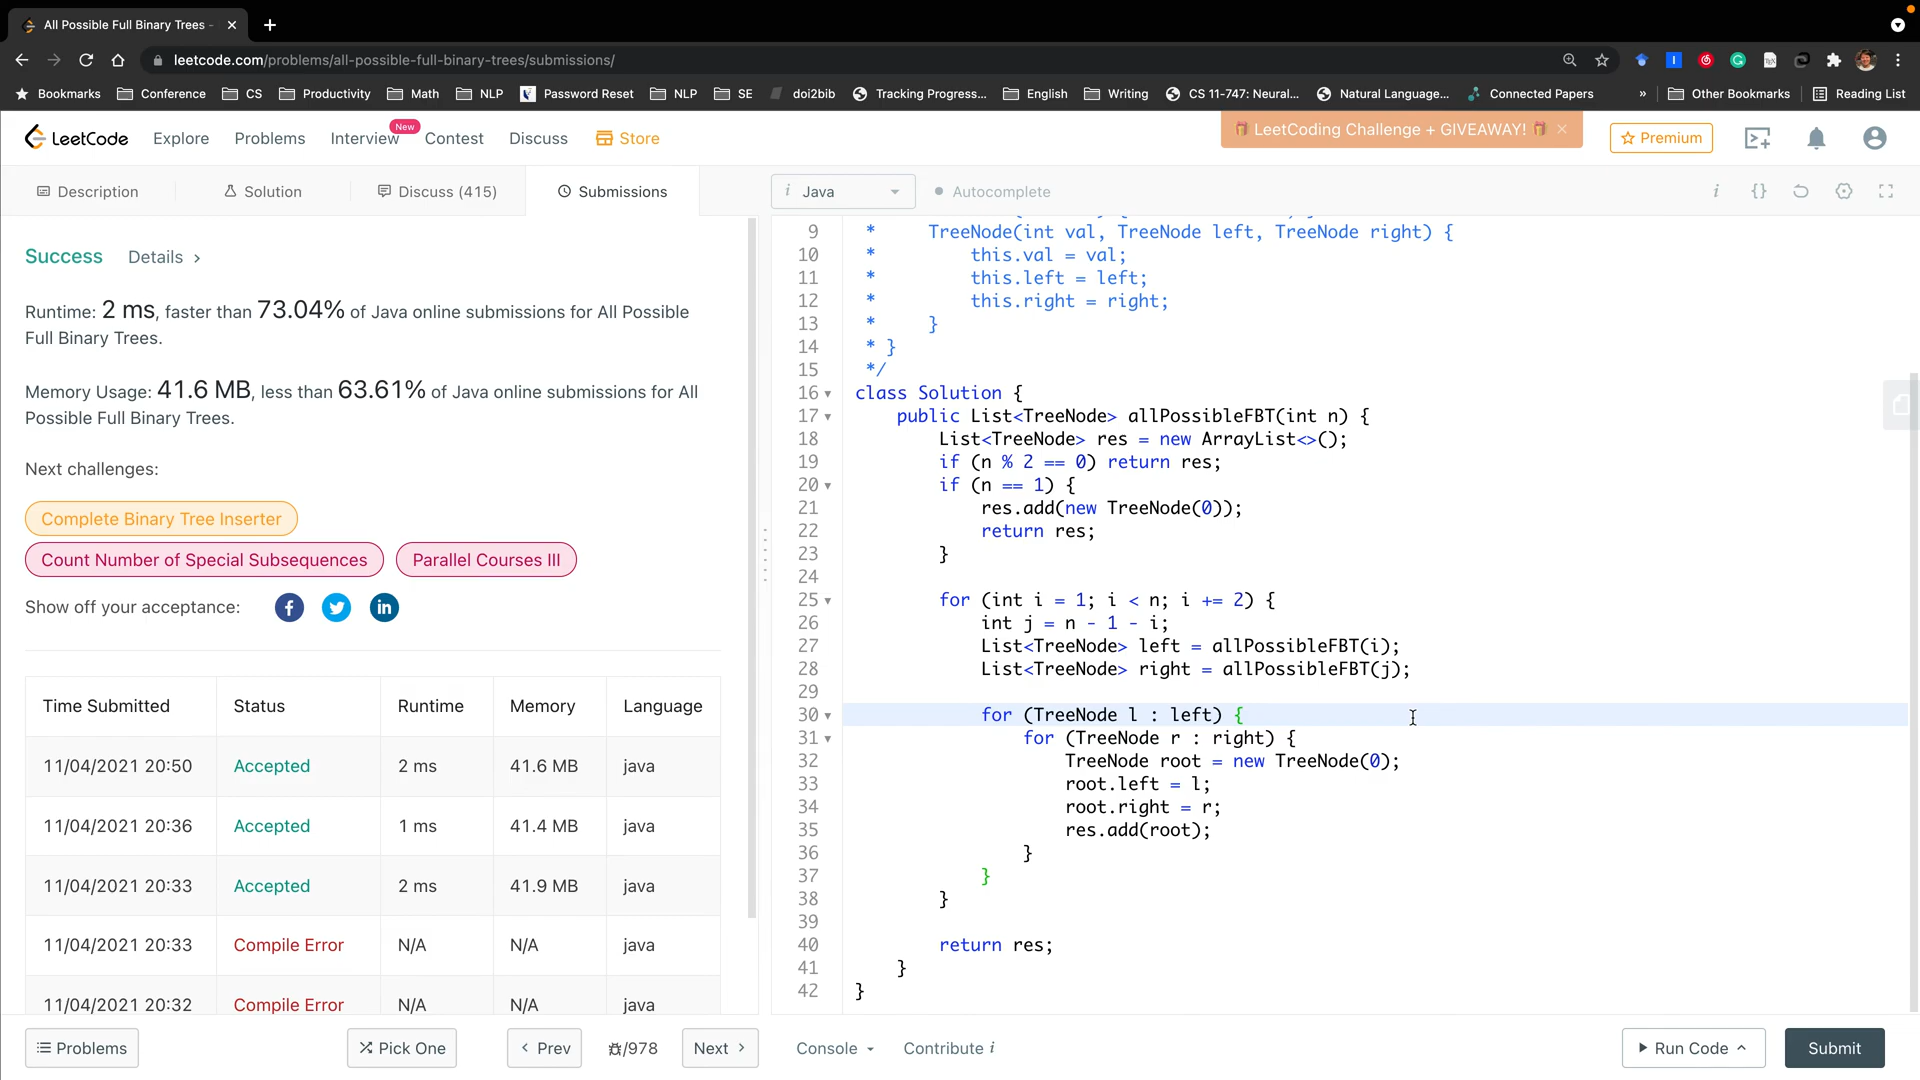 All Possible Full Binary Trees -
leetcode.com/problems/all-possible-full-binary-trees/submissions/
Bookmarks Conference CS Productivity Math NLP Password Reset NLP SE doi2bib Tracking Progress... English Writing CS 11-747: Neural... Natural Language... Connected Papers » Other Bookmarks Reading List
LeetCode Explore Problems Interview New Contest Discuss Store LeetCoding Challenge + GIVEAWAY! Premium
Description Solution Discuss (415) Submissions
i Java Autocomplete
Success Details
Runtime: 2 ms, faster than 73.04% of Java online submissions for All Possible
Full Binary Trees.
Memory Usage: 41.6 MB, less than 63.61% of Java online submissions for All
Possible Full Binary Trees.
Next challenges:
Complete Binary Tree Inserter
Count Number of Special Subsequences Parallel Courses III
Show off your acceptance:
Time Submitted Status Runtime Memory Language
11/04/2021 20:50 Accepted 2 ms 41.6 MB java
11/04/2021 20:36 Accepted 1 ms 41.4 MB java
11/04/2021 20:33 Accepted 2 ms 41.9 MB java
11/04/2021 20:33 Compile Error N/A N/A java
11/04/2021 20:32 Compile Error N/A N/A java
9 * TreeNode(int val, TreeNode left, TreeNode right) {
10 * this.val = val;
11 * this.left = left;
12 * this.right = right;
13 * }
14 * }
15 */
16 class Solution {
17 public List<TreeNode> allPossibleFBT(int n) {
18 List<TreeNode> res = new ArrayList<>();
19 if (n % 2 == 0) return res;
20 if (n == 1) {
21 res.add(new TreeNode(0));
22 return res;
23 }
24
25 for (int i = 1; i < n; i += 2) {
26 int j = n - 1 - i;
27 List<TreeNode> left = allPossibleFBT(i);
28 List<TreeNode> right = allPossibleFBT(j);
29
30 for (TreeNode l : left) {
31 for (TreeNode r : right) {
32 TreeNode root = new TreeNode(0);
33 root.left = l;
34 root.right = r;
35 res.add(root);
36 }
37 }
38 }
39
40 return res;
41 }
42 }
Problems Pick One Prev /978 Next Console Contribute i Run Code Submit